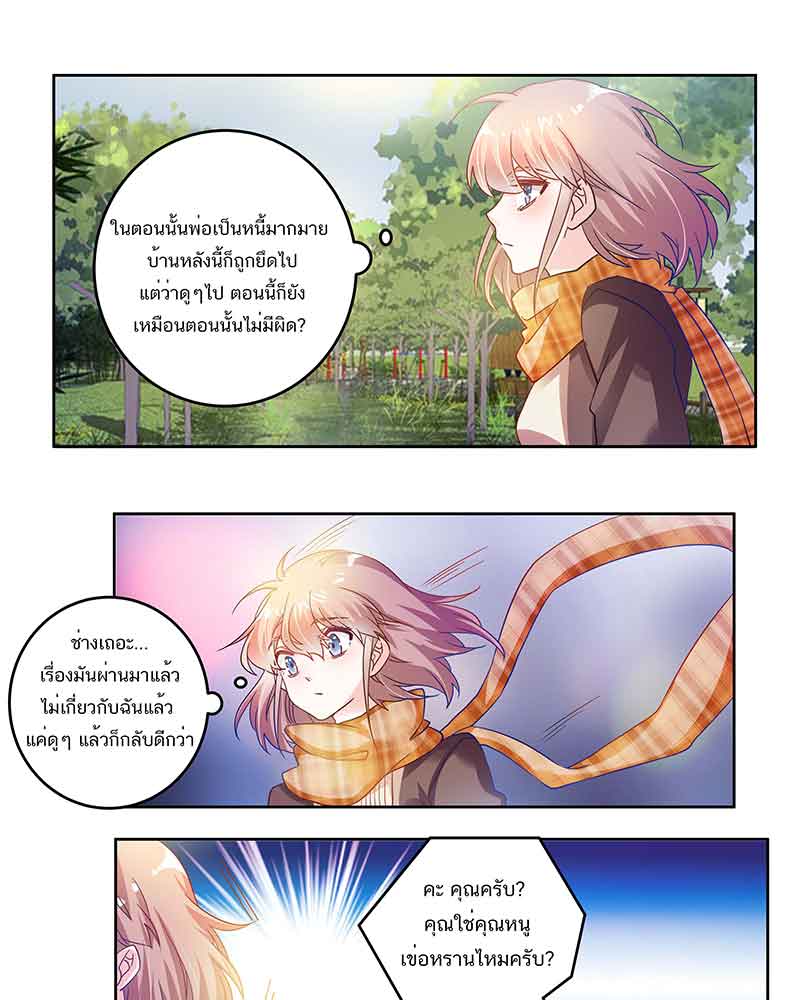 ในตอนนั้นพ่อเป็นหนี้มากมาย
บ้านหลังนี้ก็ถูกยึดไป
แต่ว่าดูๆไป ตอนนี้ก็ยัง
เหมือนตอนนั้นไม่มีผิด?
ช่างเถอะ...
เรื่องมันผ่านมาแล้ว
ไม่เกี่ยวกับฉันแล้ว
แค่ดูๆ แล้วก็กลับดีกว่า
คะ คุณครับ?
คุณใช่คุณหนู
เข่อหรานไหมครับ?